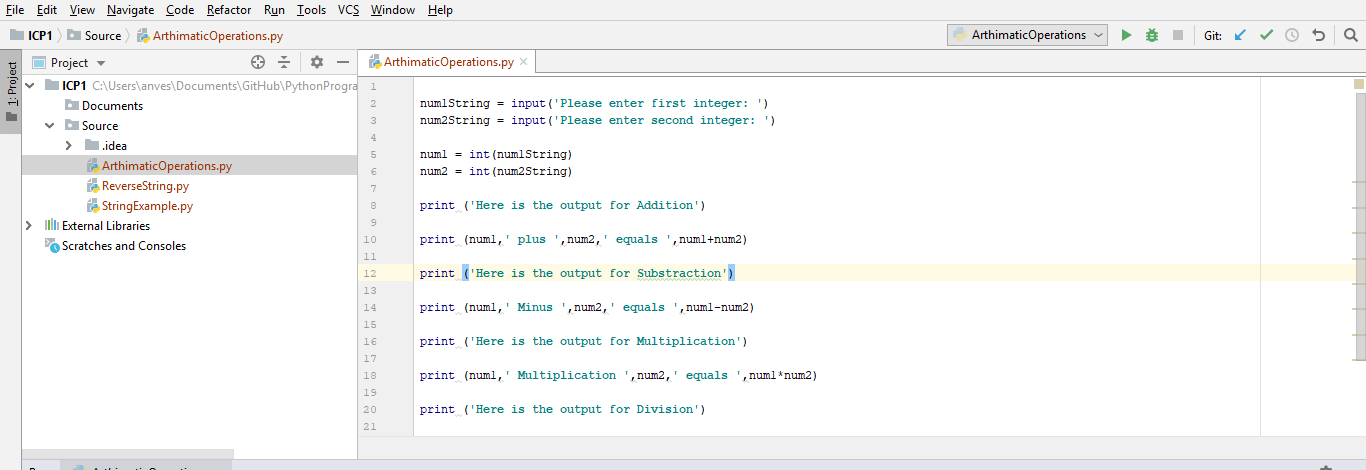 File Edit View Navigate Code Refactor Run Tools VCS Window Help
ICP1 Source ArthimaticOperations.py
ArthimaticOperations Git:
1: Project
Project
ICP1 C:\Users\anves\Documents\GitHub\PythonProgra
Documents
Source
.idea
ArthimaticOperations.py
ReverseString.py
StringExample.py
External Libraries
Scratches and Consoles
ArthimaticOperations.py
1
2 num1String = input('Please enter first integer: ')
3 num2String = input('Please enter second integer: ')
4
5 num1 = int(num1String)
6 num2 = int(num2String)
7
8 print ('Here is the output for Addition')
9
10 print (num1,' plus ',num2,' equals ',num1+num2)
11
12 print ('Here is the output for Substraction')
13
14 print (num1,' Minus ',num2,' equals ',num1-num2)
15
16 print ('Here is the output for Multiplication')
17
18 print (num1,' Multiplication ',num2,' equals ',num1*num2)
19
20 print ('Here is the output for Division')
21